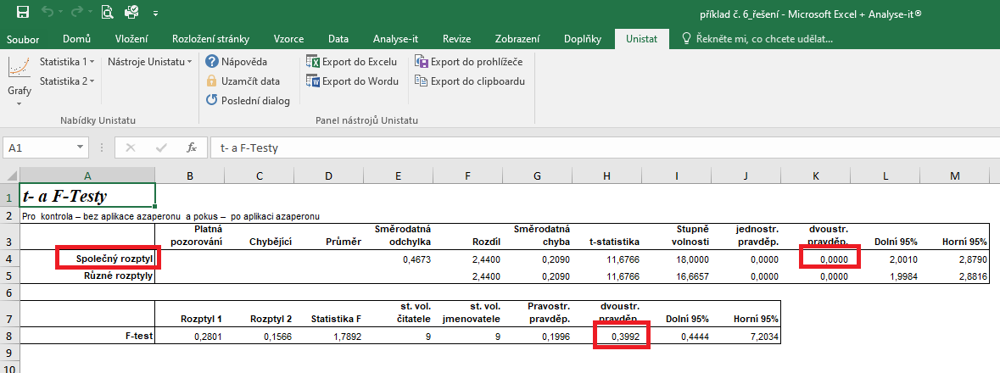 příklad č. 6_řešení - Microsoft Excel + Analyse-it®
Soubor Domů Vložení Rozložení stránky Vzorce Data Analyse-it Revize Zobrazení Doplňky Unistat Řekněte mi, co chcete udělat...
Statistika 1 Nástroje Unistatu Nápověda Export do Excelu Export do prohlížeče
Statistika 2 Uzamčít data Export do Wordu Export do clipboardu
Grafy Poslední dialog
Nabídky Unistatu Panel nástrojů Unistatu
A1 fx t- a F-Testy
A B C D E F G H I J K L M
1 t- a F-Testy
2 Pro kontrola – bez aplikace azaperonu a pokus – po aplikaci azaperonu
Platná Směrodatná Směrodatná Stupně jednostr. dvoustr.
3 pozorování Chybějící Průměr odchylka Rozdíl chyba t-statistika volnosti pravděp. pravděp. Dolní 95% Horní 95%
4 Společný rozptyl 0,4673 2,4400 0,2090 11,6766 18,0000 0,0000 0,0000 2,0010 2,8790
5 Různé rozptyly 2,4400 0,2090 11,6766 16,6657 0,0000 0,0000 1,9984 2,8816
6
st. vol. st. vol. Pravostr. dvoustr.
7 Rozptyl 1 Rozptyl 2 Statistika F čitatele jmenovatele pravděp. pravděp. Dolní 95% Horní 95%
8 F-test 0,2801 0,1566 1,7892 9 9 0,1996 0,3992 0,4444 7,2034
9
10